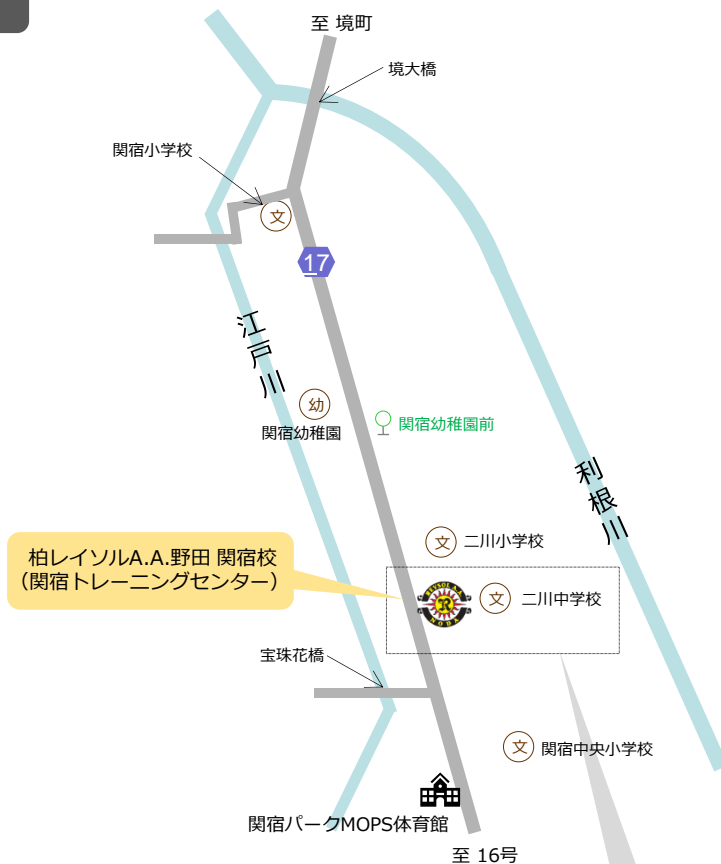 至 境町
境大橋
関宿小学校
文
17
江戸川
幼
関宿幼稚園
関宿幼稚園前
利根川
文
二川小学校
柏レイソルA.A.野田 関宿校
（関宿トレーニングセンター）
文
二川中学校
宝珠花橋
文
関宿中央小学校
関宿パークMOPS体育館
至 16号